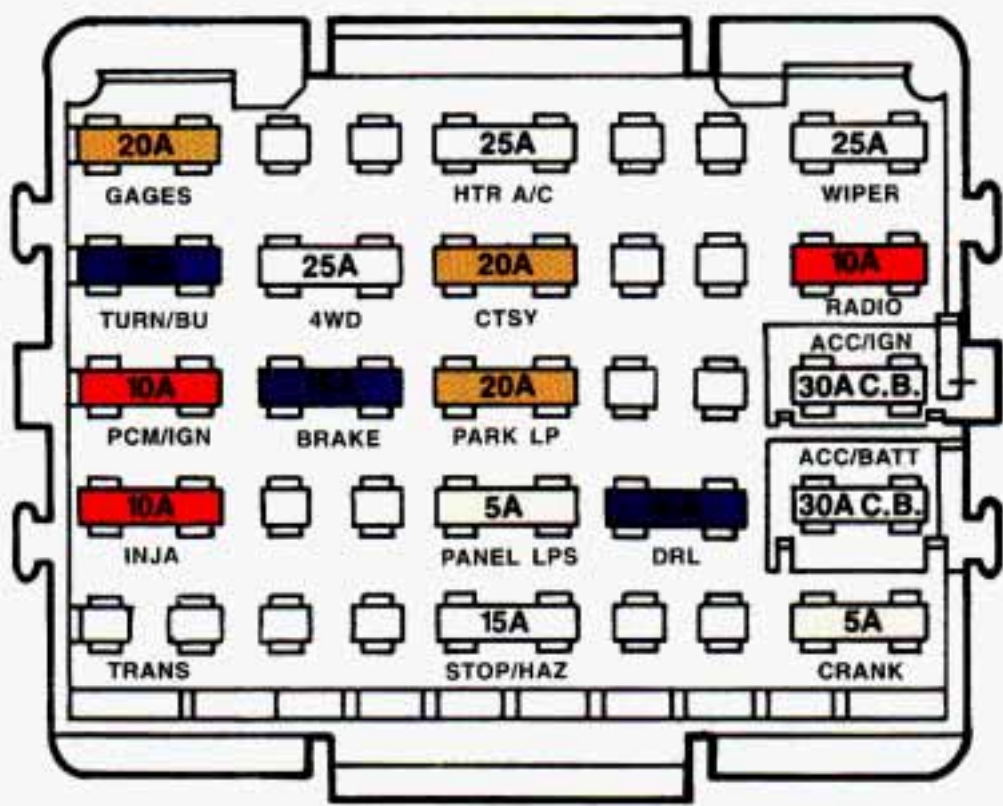 20A 25A 25A
GAGES HTR A/C WIPER
25A 20A 10A
TURN/BU 4WD CTSY RADIO
ACC/IGN
10A 20A 30A C.B.
PCM/IGN BRAKE PARK LP
ACC/BATT
10A 5A 30A C.B.
INJA PANEL LPS DRL
15A 5A
TRANS STOP/HAZ CRANK